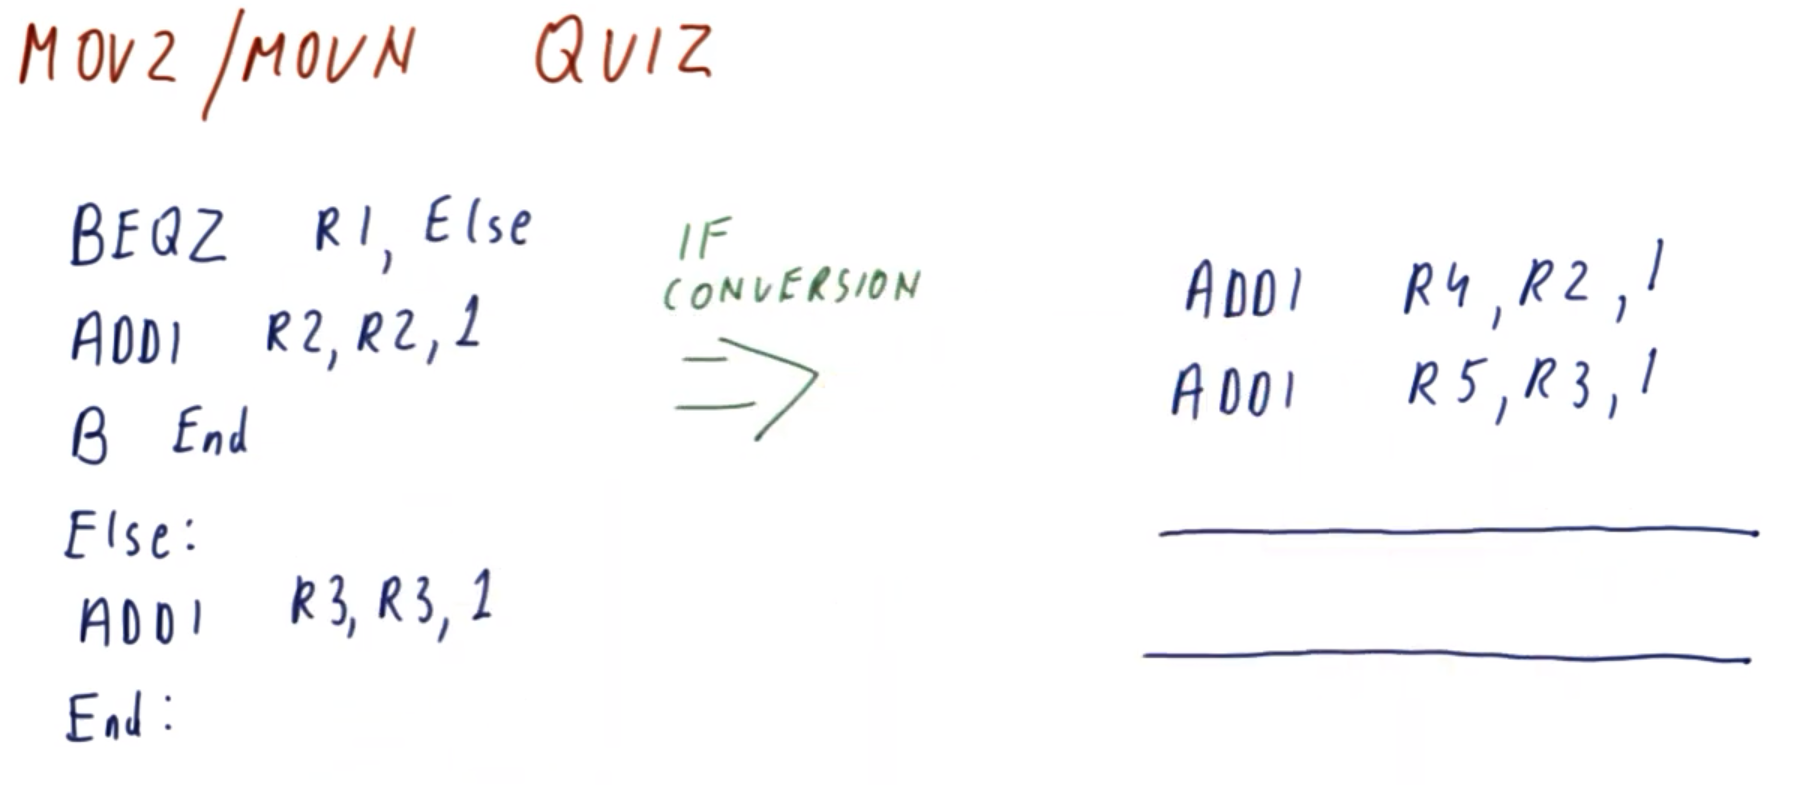 MOVZ/MOVN QUIZ
BEQZ R1, Else
ADDI R2, R2, 1
B End
Else:
ADDI R3, R3, 1
End:
IF
CONVERSION
ADDI R4, R2, 1
ADDI R5, R3, 1